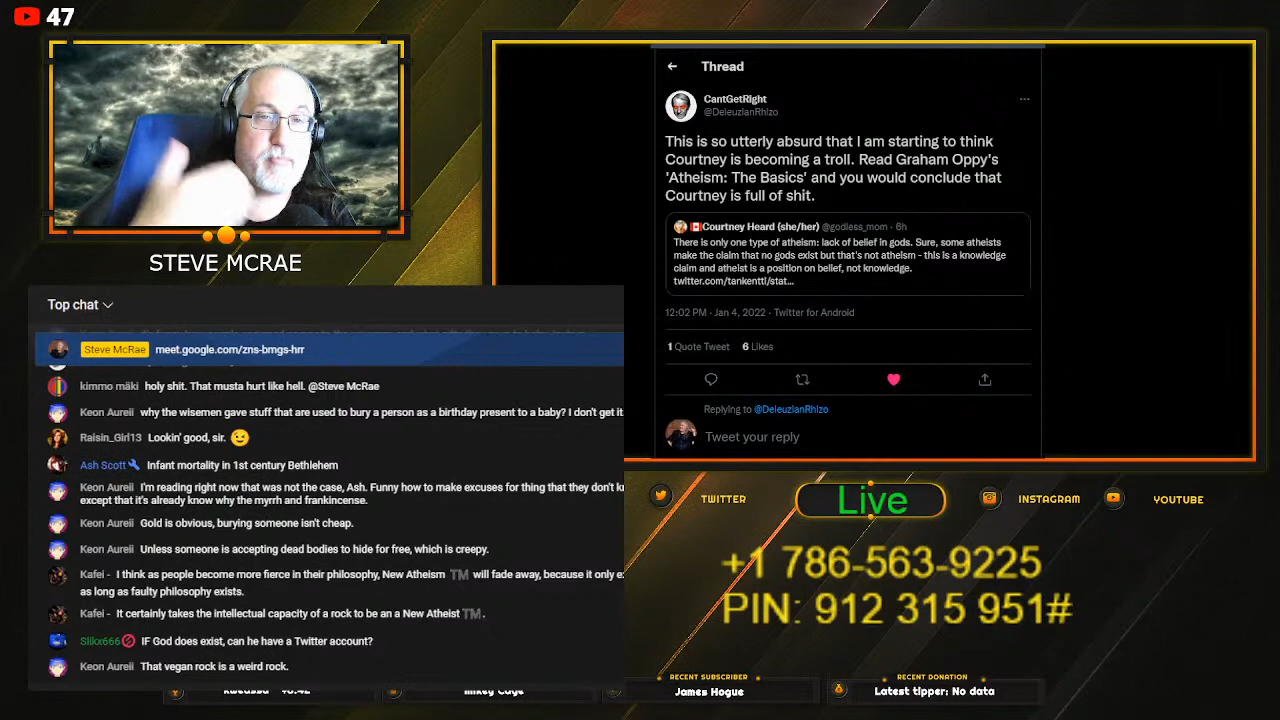 47
STEVE MCRAE
Top chat
Steve McRae meet.google.com/zns-bmgs-hrr
kimmo mäki holy shit. That musta hurt like hell. @Steve McRae
Keon Aureii why the wisemen gave stuff that are used to bury a person as a birthday present to a baby? I don't get it
Raisin_Girl13 Lookin' good, sir. 😉
Ash Scott Infant mortality in 1st century Bethlehem
Keon Aureii I'm reading right now that was not the case, Ash. Funny how to make excuses for thing that they don't
except that it's already know why the myrrh and frankincense.
Keon Aureii Gold is obvious, burying someone isn't cheap.
Keon Aureii Unless someone is accepting dead bodies to hide for free, which is creepy.
Kafei - I think as people become more fierce in their philosophy, New Atheism ™️ will fade away, because it only
as long as faulty philosophy exists.
Kafei - It certainly takes the intellectual capacity of a rock to be an a New Atheist ™️.
Slikx666 IF God does exist, can he have a Twitter account?
Keon Aureii That vegan rock is a weird rock.
Thread
CantGetRight
@DeleuzianRhizo
This is so utterly absurd that I am starting to think
Courtney is becoming a troll. Read Graham Oppy's
'Atheism: The Basics' and you would conclude that
Courtney is full of shit.
🇨🇦Courtney Heard (she/her) @godless_mom · 6h
There is only one type of atheism: lack of belief in gods. Sure, some atheists
make the claim that no gods exist but that's not atheism - this is a knowledge
claim and atheist is a position on belief, not knowledge.
twitter.com/tankentti/stat...
12:02 PM · Jan 4, 2022 · Twitter for Android
1 Quote Tweet 6 Likes
Replying to @DeleuzianRhizo
Tweet your reply
TWITTER
Live
INSTAGRAM
YOUTUBE
+1 786-563-9225
PIN: 912 315 951#
RECENT SUBSCRIBER
James Hogue
RECENT DONATION
Latest tipper: No data